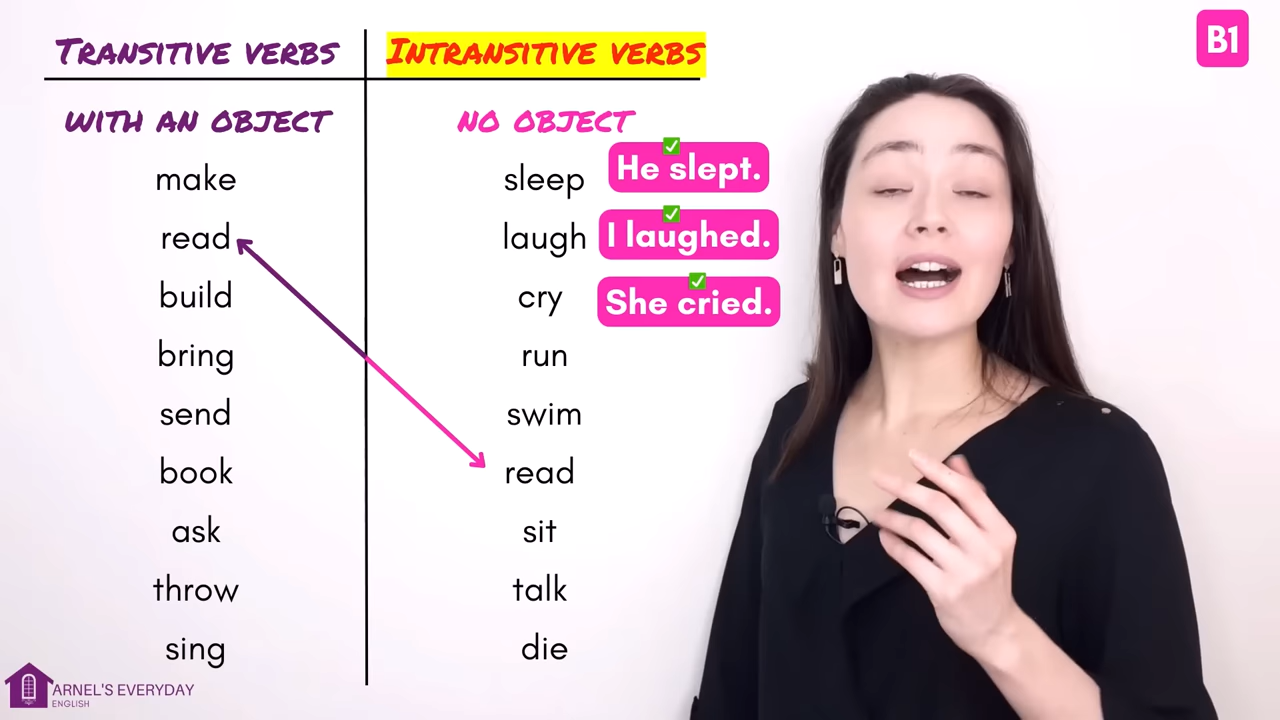 TRANSITIVE VERBS
INTRANSITIVE VERBS
B1
WITH AN OBJECT
NO OBJECT
make
sleep
He slept.
read
laugh
I laughed.
build
cry
She cried.
bring
run
send
swim
book
read
ask
sit
throw
talk
sing
die
ARNEL'S EVERYDAY
ENGLISH